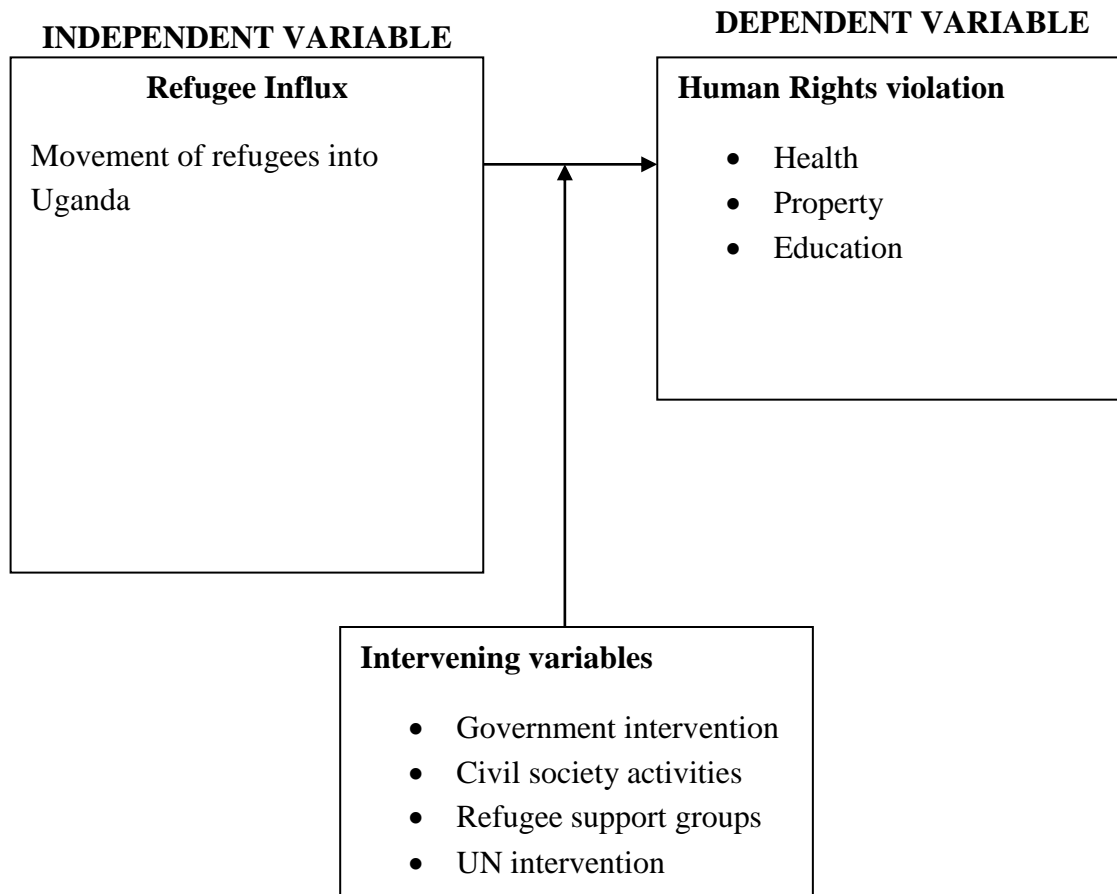 INDEPENDENT VARIABLE
Refugee Influx
Movement of refugees into
Uganda
DEPENDENT VARIABLE
Human Rights violation
• Health
• Property
• Education
Intervening variables
• Government intervention
• Civil society activities
• Refugee support groups
• UN intervention